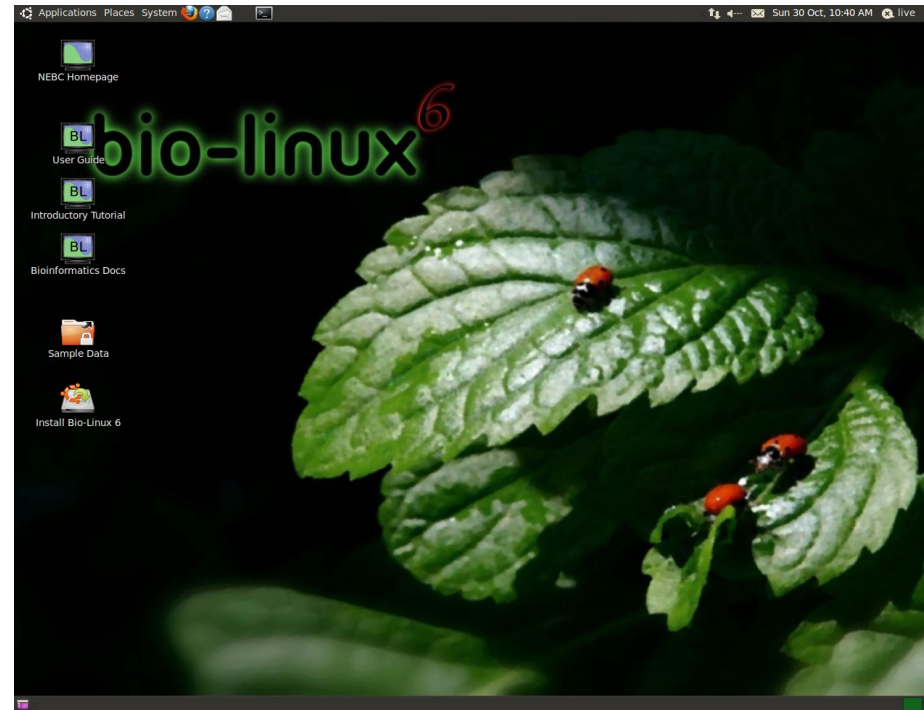 Applications Places System Sun 30 Oct, 10:40 AM live
NEBC Homepage
bio-linux 6
BL
User Guide
BL
Introductory Tutorial
BL
Bioinformatics Docs
Sample Data
Install Bio-Linux 6